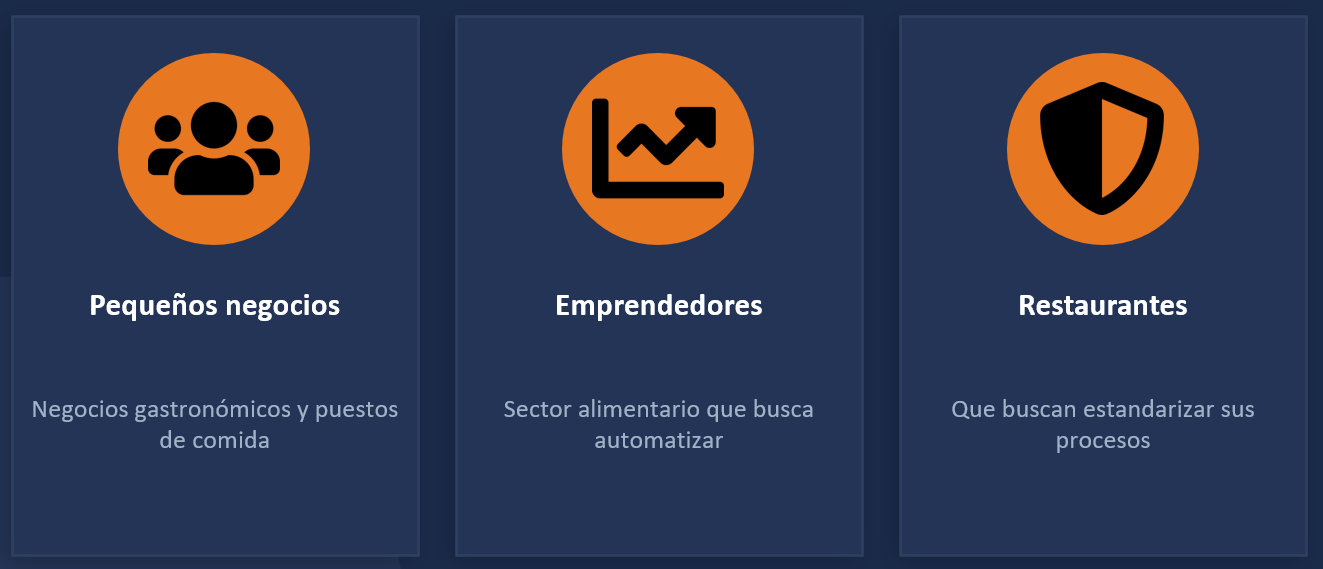 Pequeños negocios
Negocios gastronómicos y puestos
de comida
Emprendedores
Sector alimentario que busca
automatizar
Restaurantes
Que buscan estandarizar sus
procesos